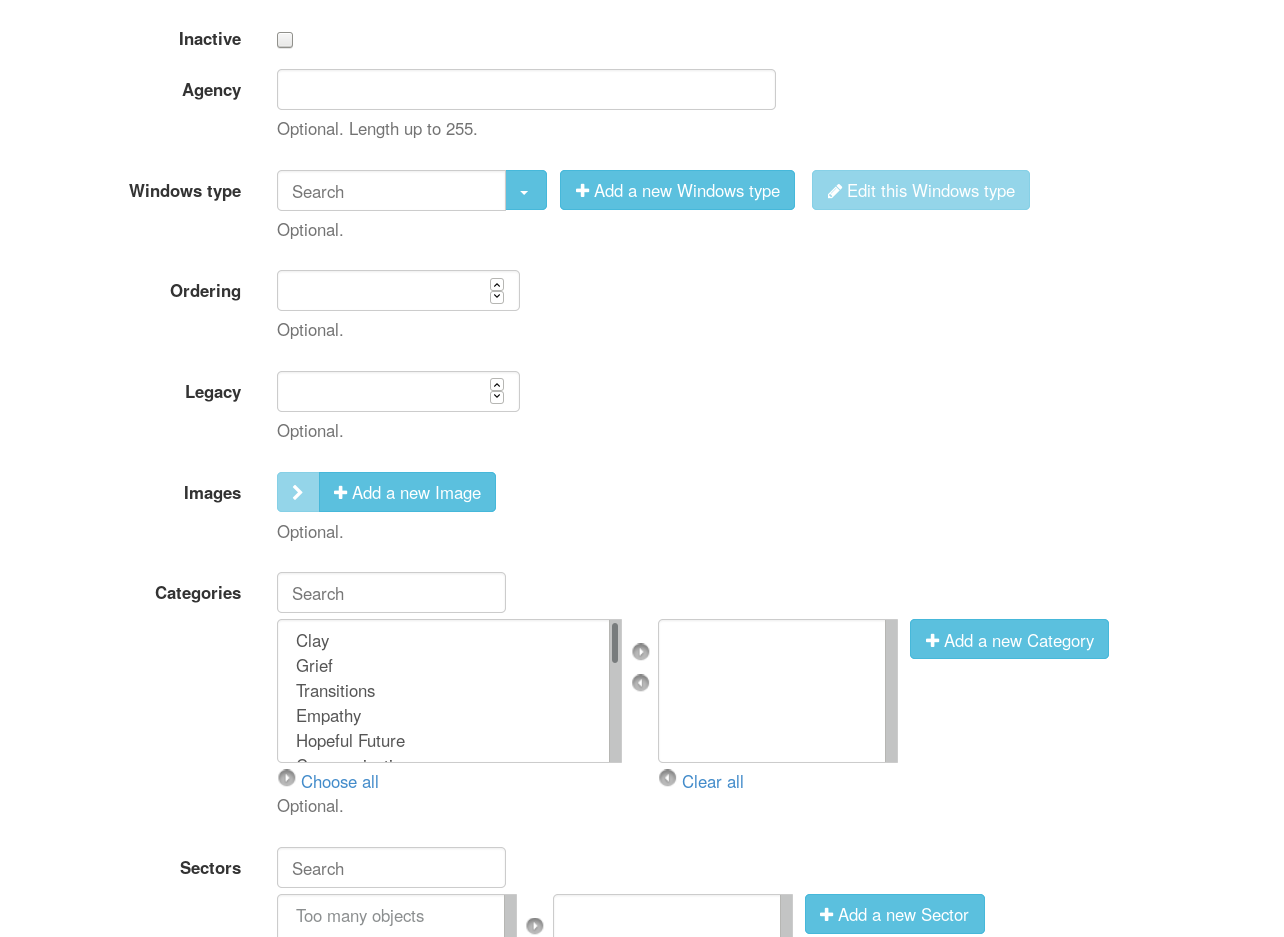 Inactive
Agency
Optional. Length up to 255.
Windows type Search Add a new Windows type Edit this Windows type
Optional.
Ordering
Optional.
Legacy
Optional.
Images Add a new Image
Optional.
Categories Search
Clay Add a new Category
Grief
Transitions
Empathy
Hopeful Future
Choose all Clear all
Optional.
Sectors Search
Too many objects Add a new Sector